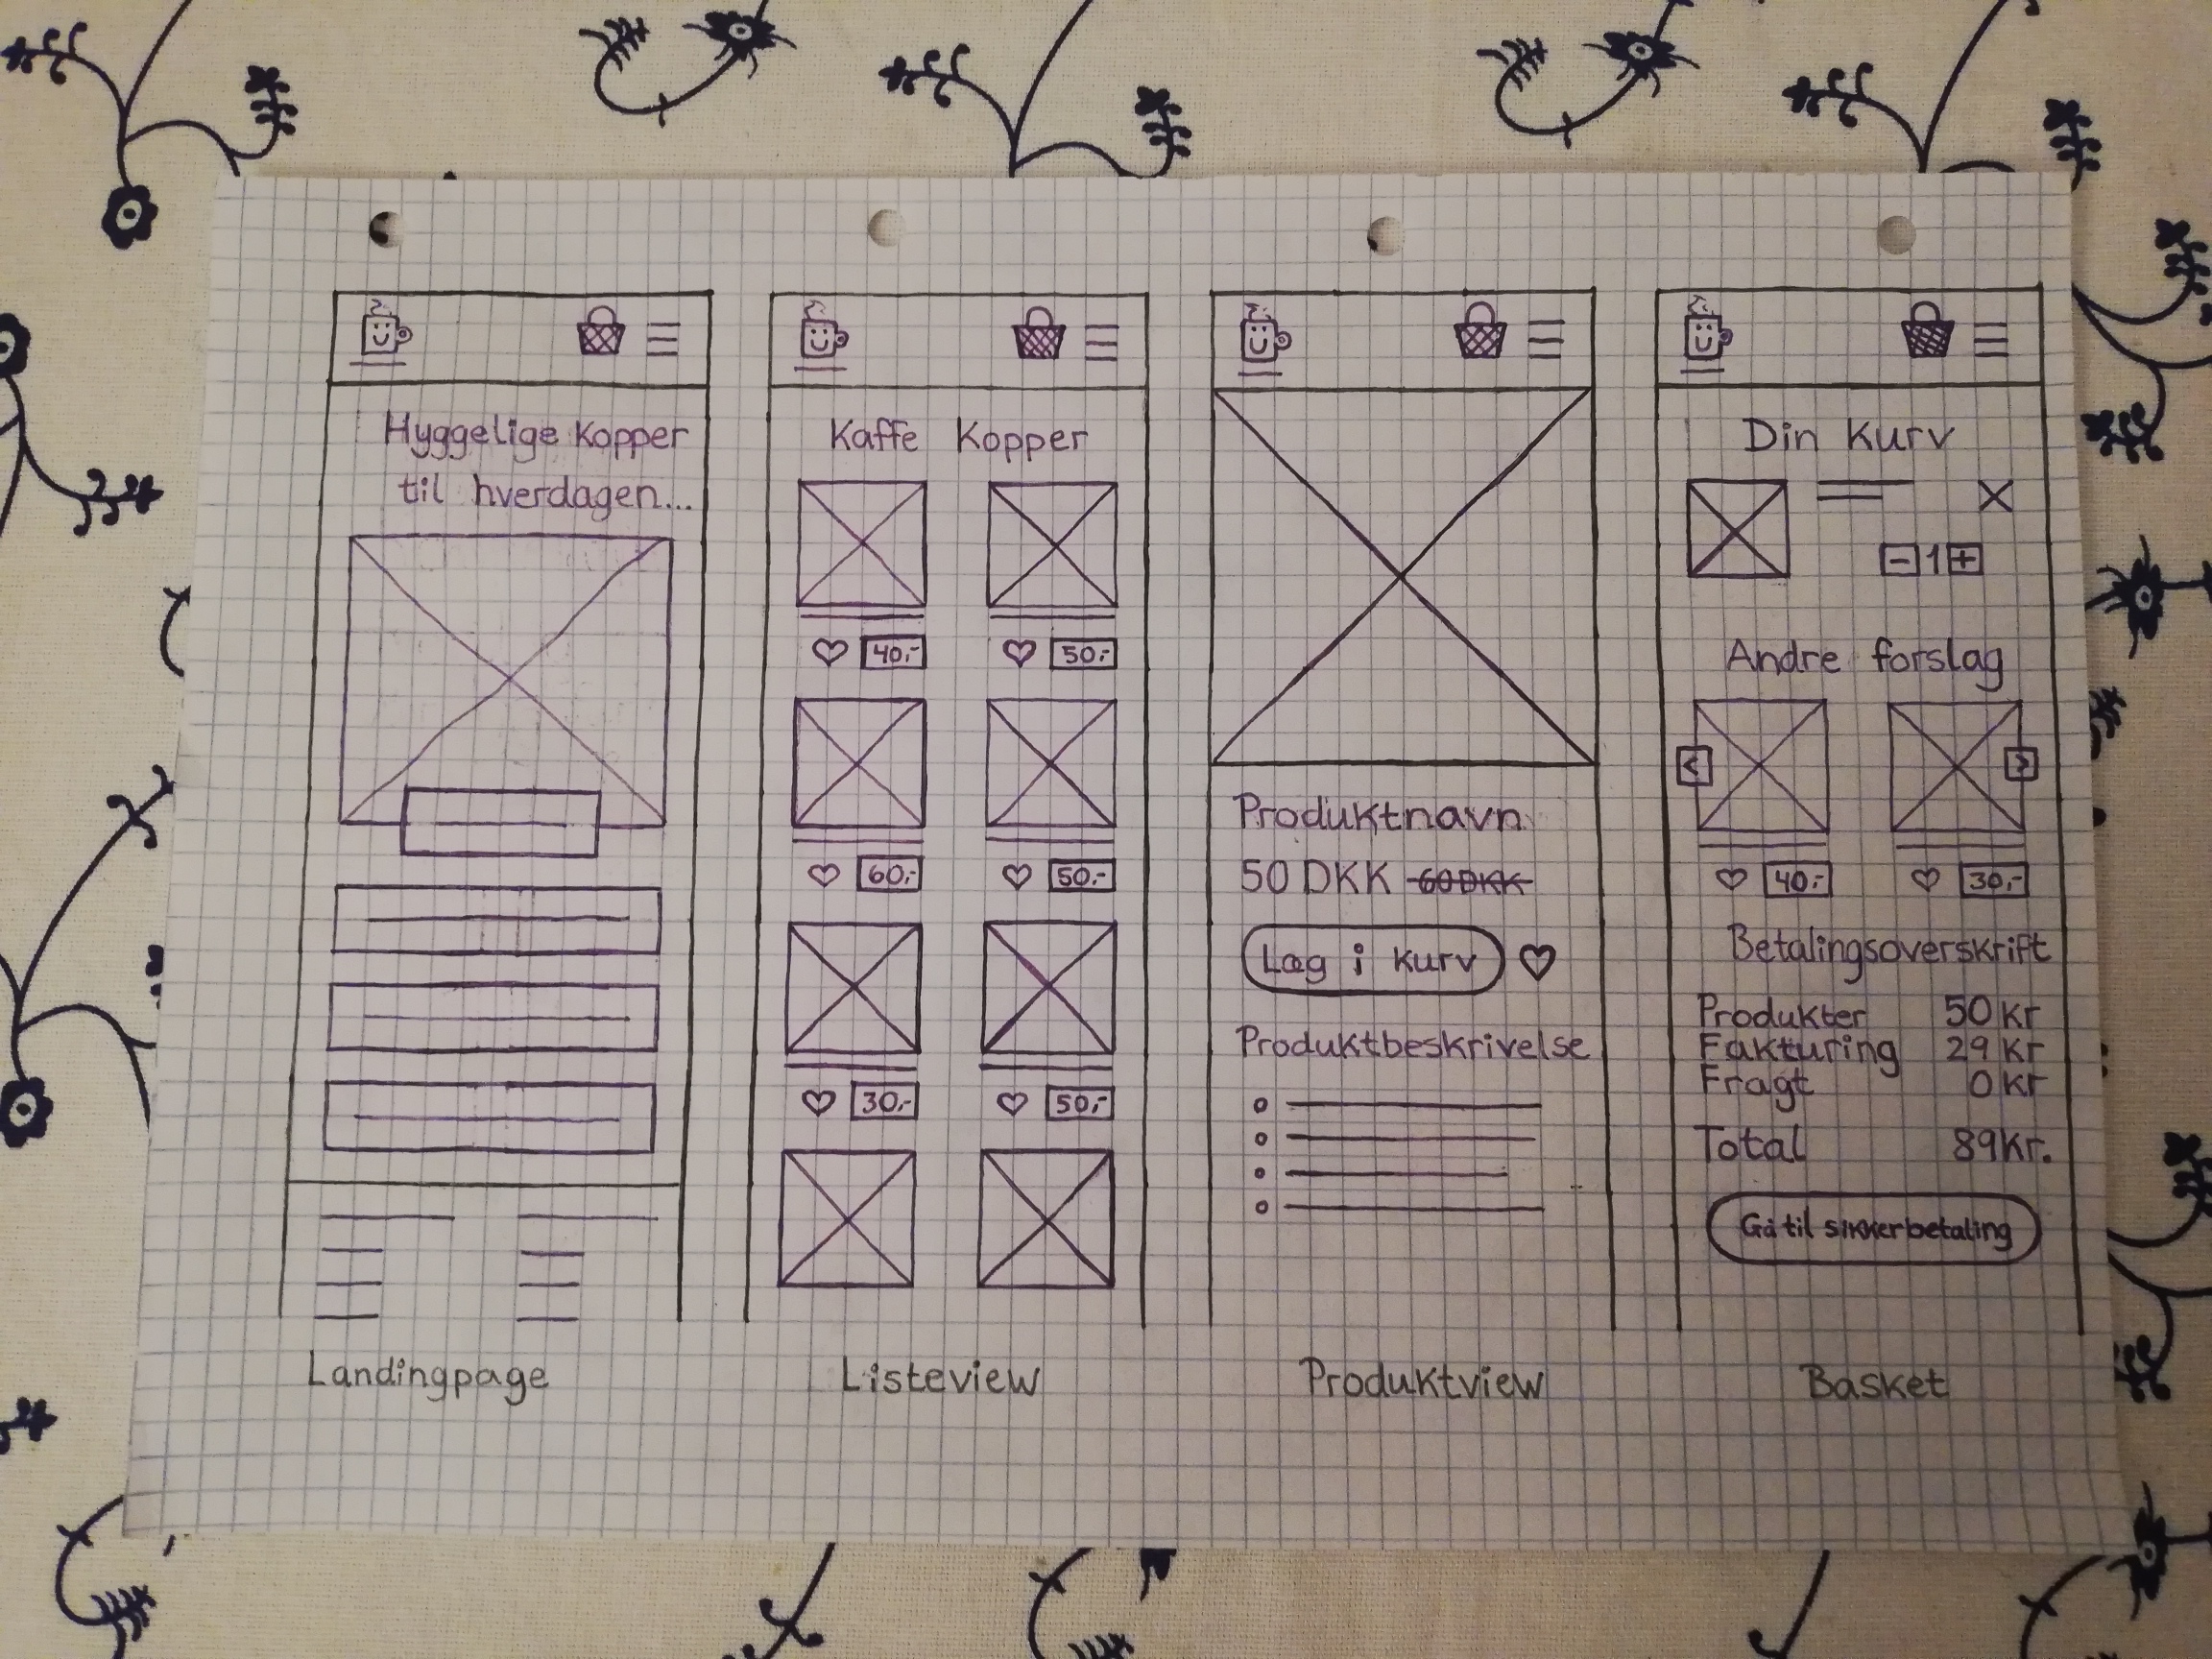 Hyggelige Kopper
til hverdagen...
Landingpage
Kaffe Kopper
40,-
50,-
60,-
50,-
30,-
50,-
Listeview
Produktnavn
50 DKK 60 DKK
Læg i kurv
Produktbeskrivelse
Produktview
Din Kurv
- 1 +
Andre forslag
< >
40,-
30,-
Betalingsoverskrift
Produkter 50 kr
Fakturing 29 kr
Fragt 0 kr
Total 89 kr.
Gå til sikker betaling
Basket